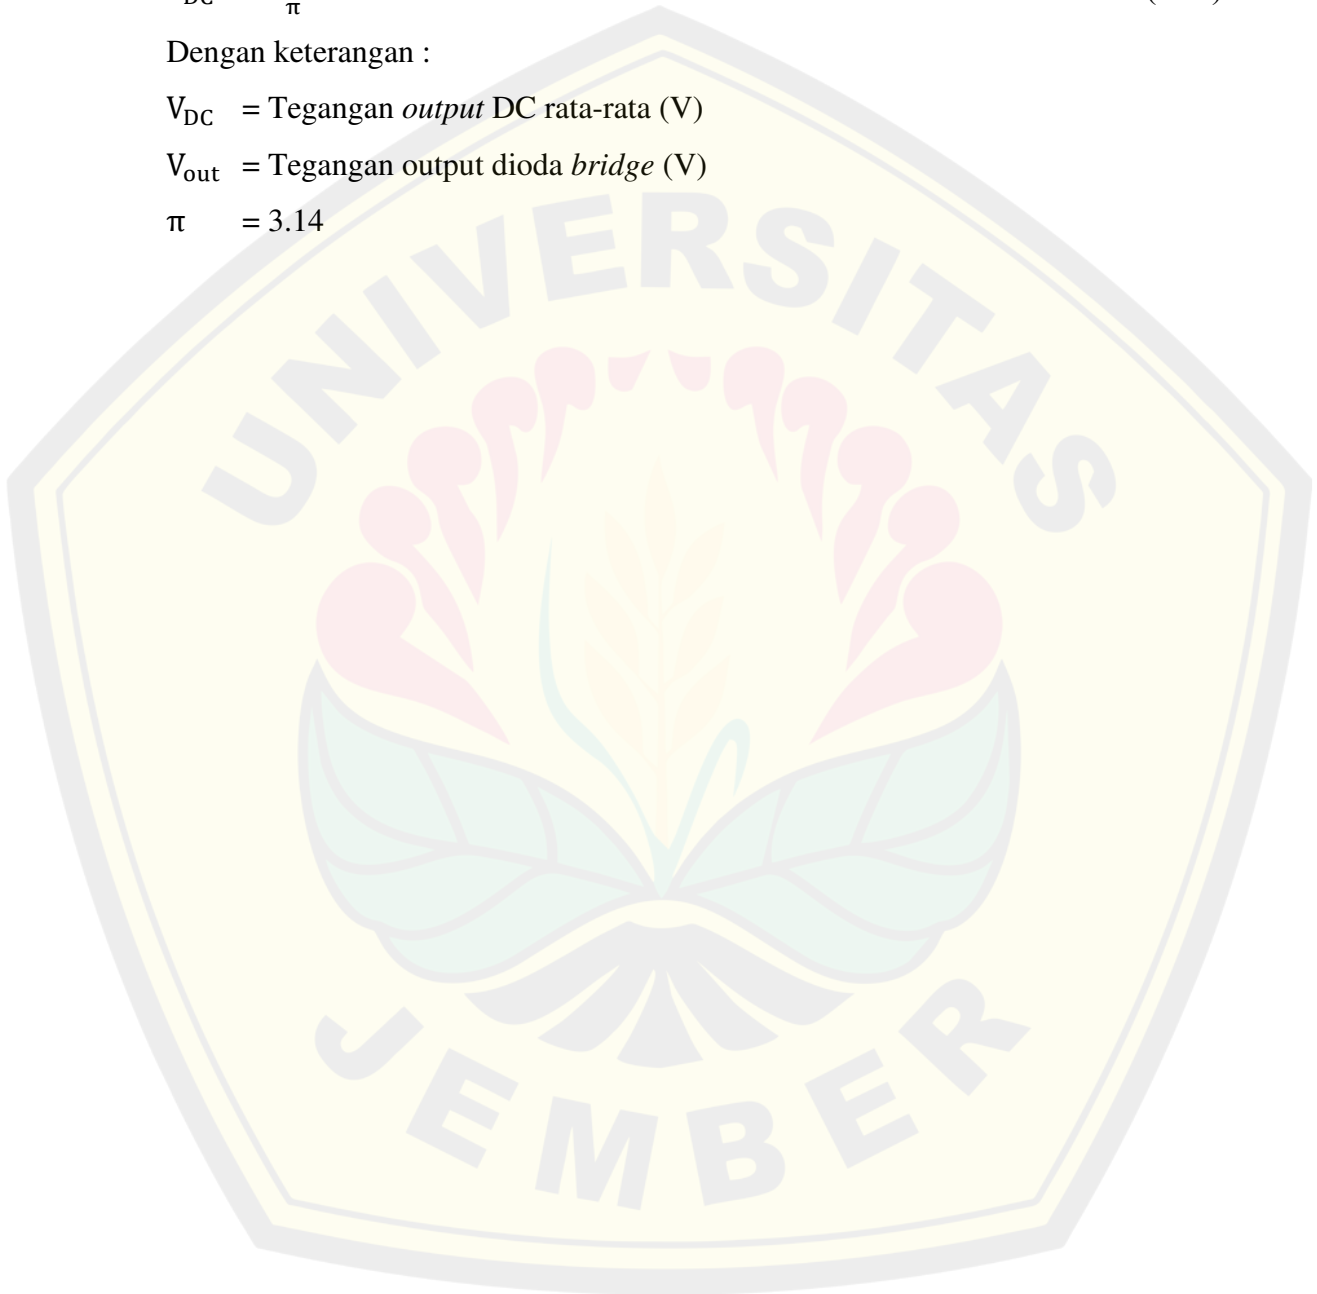 π
Dengan keterangan :
V_DC = Tegangan output DC rata-rata (V)
V_out = Tegangan output dioda bridge (V)
π = 3.14
UNIVERSITAS
JEMBER